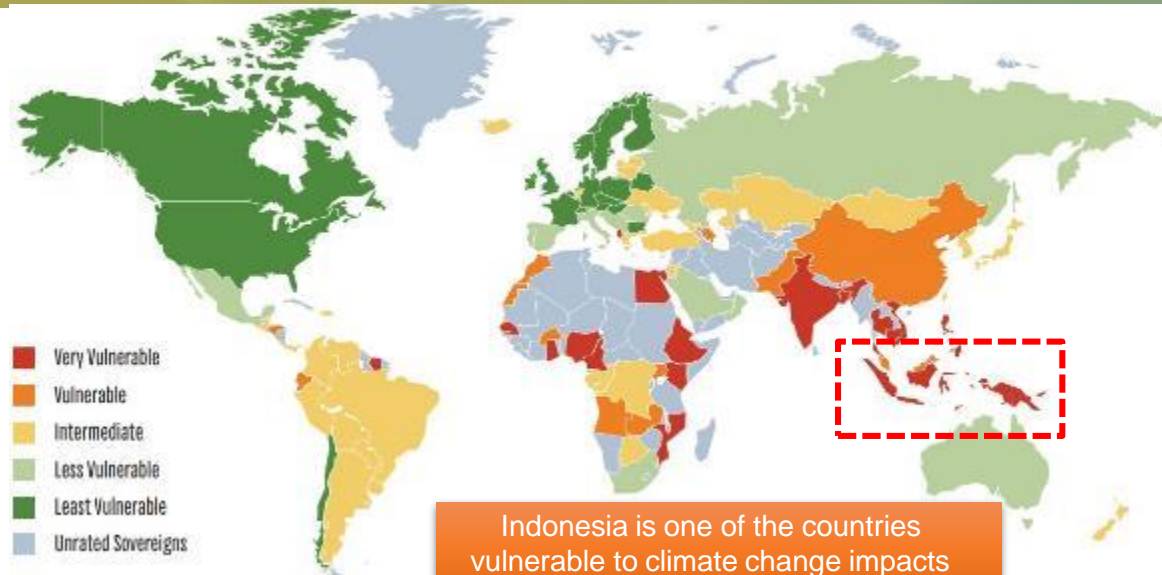 Very Vulnerable
Vulnerable
Intermediate
Less Vulnerable
Least Vulnerable
Unrated Sovereigns
Indonesia is one of the countries
vulnerable to climate change impacts